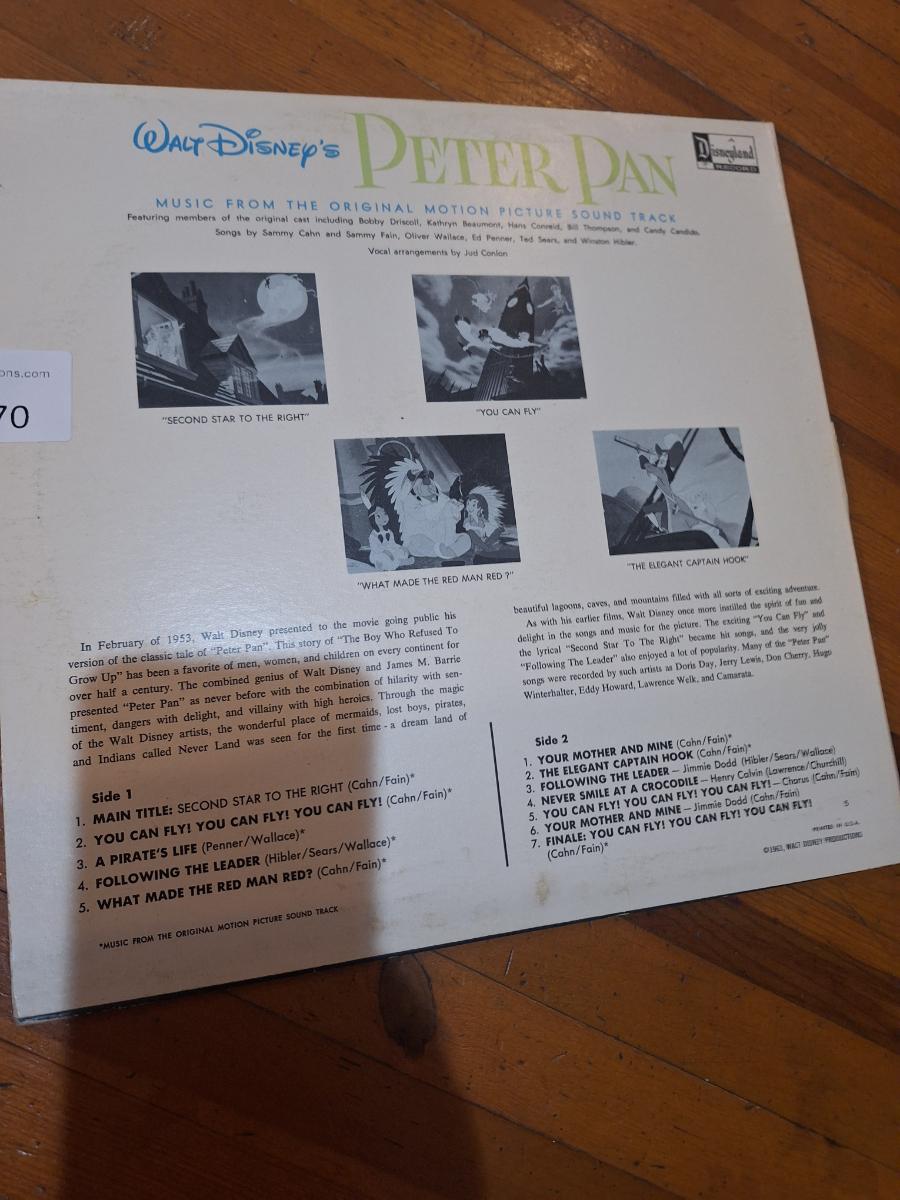 WALT DISNEY'S PETER PAN
A Disneyland RECORD
MUSIC FROM THE ORIGINAL MOTION PICTURE SOUND TRACK
Featuring members of the original cast including Bobby Driscoll, Kathryn Beaumont, Hans Conreid, Bill Thompson, and Candy Candido.
Songs by Sammy Cahn and Sammy Fain, Oliver Wallace, Ed Penner, Ted Sears, and Winston Hibler.
Vocal arrangements by Jud Conlon
ons.com
70
"SECOND STAR TO THE RIGHT"
"YOU CAN FLY"
"WHAT MADE THE RED MAN RED?"
"THE ELEGANT CAPTAIN HOOK"
In February of 1953, Walt Disney presented to the movie going public his
version of the classic tale of "Peter Pan". This story of "The Boy Who Refused To
Grow Up" has been a favorite of men, women, and children on every continent for
over half a century. The combined genius of Walt Disney and James M. Barrie
presented "Peter Pan" as never before with the combination of hilarity with sen-
timent, dangers with delight, and villainy with high heroics. Through the magic
of the Walt Disney artists, the wonderful place of mermaids, lost boys, pirates,
and Indians called Never Land was seen for the first time - a dream land of
beautiful lagoons, caves, and mountains filled with all sorts of exciting adventure.
As with his earlier films, Walt Disney once more instilled the spirit of fun and
delight in the songs and music for the picture. The exciting "You Can Fly" and
the lyrical "Second Star To The Right" became his songs, and the very jolly
"Following The Leader" also enjoyed a lot of popularity. Many of the "Peter Pan"
songs were recorded by such artists as Doris Day, Jerry Lewis, Don Cherry, Hugo
Winterhalter, Eddy Howard, Lawrence Welk, and Camarata.
Side 1
1. MAIN TITLE: SECOND STAR TO THE RIGHT (Cahn/Fain)*
2. YOU CAN FLY! YOU CAN FLY! YOU CAN FLY! (Cahn/Fain)*
3. A PIRATE'S LIFE (Penner/Wallace)*
4. FOLLOWING THE LEADER (Hibler/Sears/Wallace)*
5. WHAT MADE THE RED MAN RED? (Cahn/Fain)*
*MUSIC FROM THE ORIGINAL MOTION PICTURE SOUND TRACK
Side 2
1. YOUR MOTHER AND MINE (Cahn/Fain)*
2. THE ELEGANT CAPTAIN HOOK (Cahn/Fain)*
3. FOLLOWING THE LEADER — Jimmie Dodd (Hibler/Sears/Wallace)
4. NEVER SMILE AT A CROCODILE — Henry Calvin (Lawrence/Churchill)
5. YOU CAN FLY! YOU CAN FLY! YOU CAN FLY! — Chorus (Cahn/Fain)
6. YOUR MOTHER AND MINE — Jimmie Dodd (Cahn/Fain)
7. FINALE: YOU CAN FLY! YOU CAN FLY! YOU CAN FLY!
(Cahn/Fain)*
5
PRINTED IN U.S.A.
©1963, WALT DISNEY PRODUCTIONS